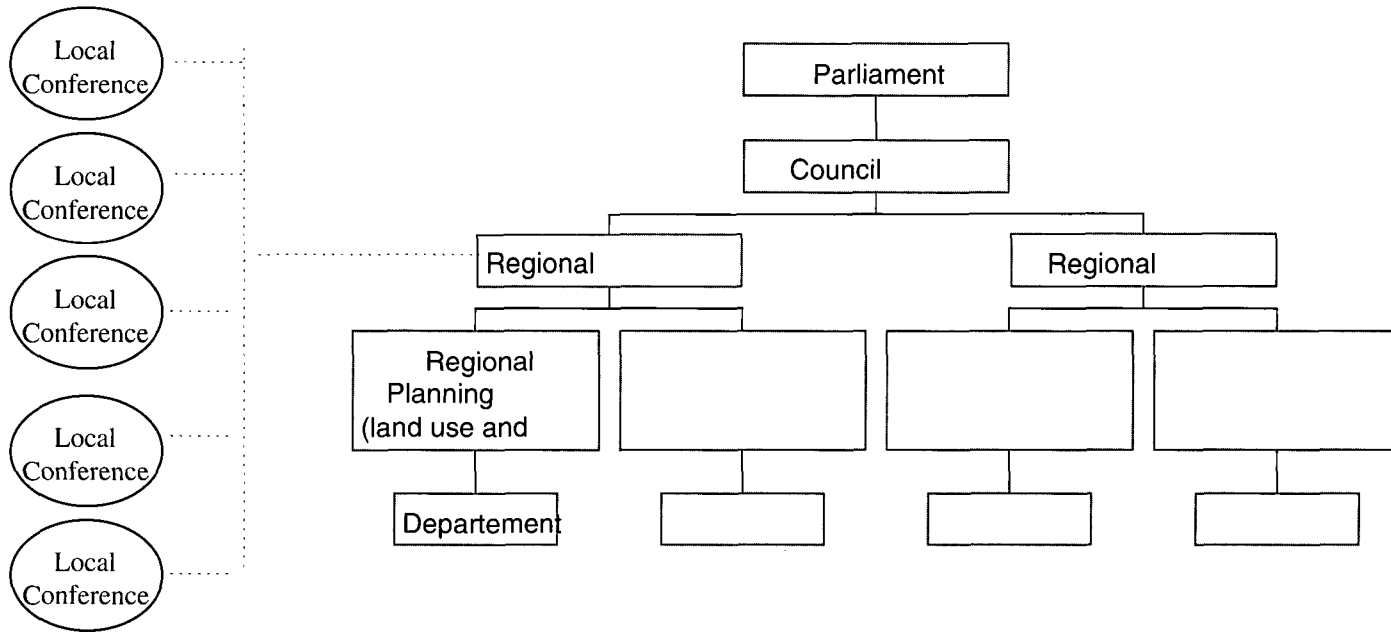 Local
Conference
Local
Conference
Local
Conference
Local
Conference
Local
Conference
Parliament
Council
Regional
Regional
Regional
Planning
(land use and
Departement